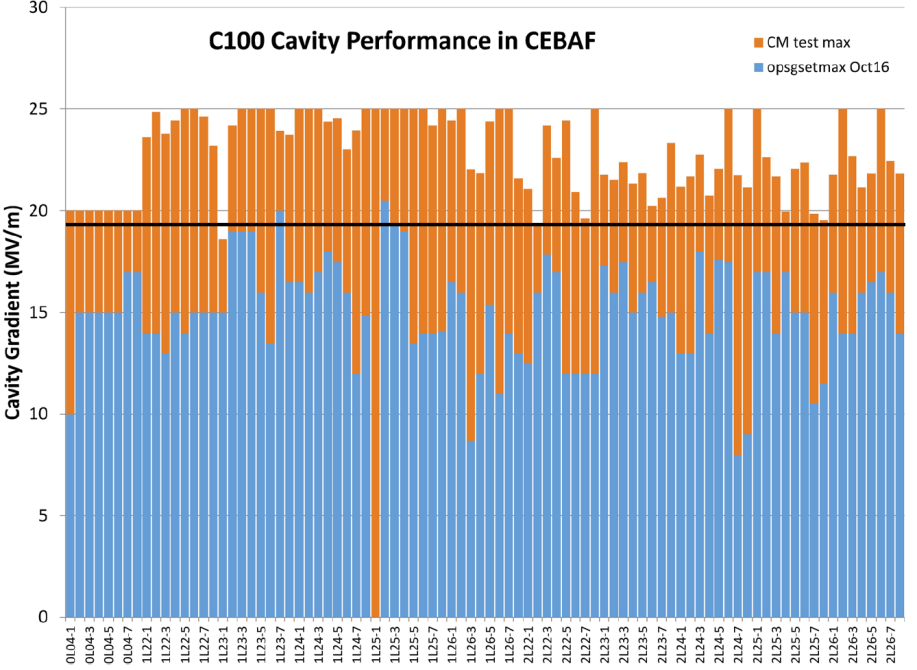 C100 Cavity Performance in CEBAF
CM test max
opsgsetmax Oct16
Cavity Gradient (MV/m)
30
25
20
15
10
5
0
0L04-1
0L04-3
0L04-5
0L04-7
1L22-1
1L22-3
1L22-5
1L22-7
1L23-1
1L23-3
1L23-5
1L23-7
1L24-1
1L24-3
1L24-5
1L24-7
1L25-1
1L25-3
1L25-5
1L25-7
1L26-1
1L26-3
1L26-5
1L26-7
2L22-1
2L22-3
2L22-5
2L22-7
2L23-1
2L23-3
2L23-5
2L23-7
2L24-1
2L24-3
2L24-5
2L24-7
2L25-1
2L25-3
2L25-5
2L25-7
2L26-1
2L26-3
2L26-5
2L26-7